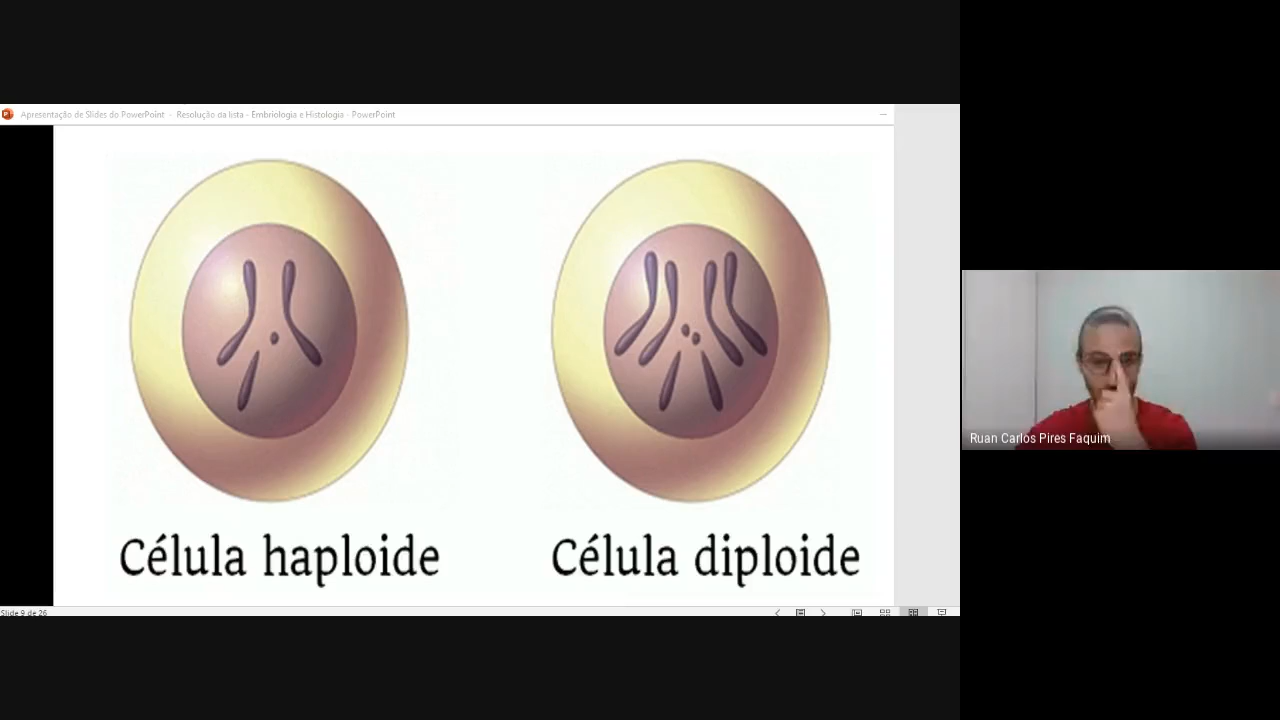 Apresentação de Slides do PowerPoint - Resolução da lista - Embriologia e Histologia - PowerPoint
Célula haploide
Célula diploide
Ruan Carlos Pires Faquim
Slide 9 de 26